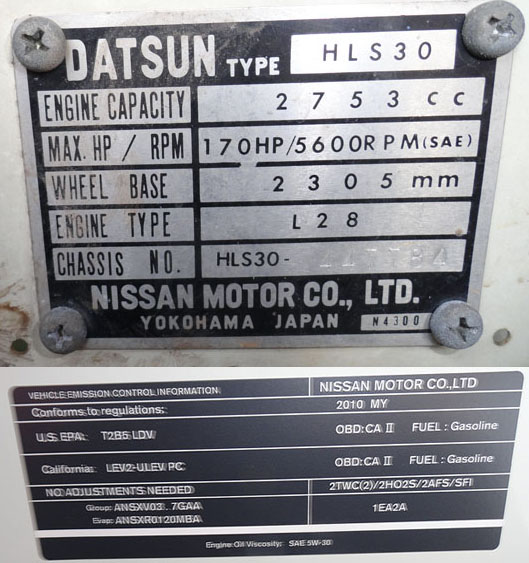 DATSUN TYPE HLS30
ENGINE CAPACITY 2753cc
MAX. HP / RPM 170HP/5600RPM(SAE)
WHEEL BASE 2305mm
ENGINE TYPE L28
CHASSIS NO. HLS30-
NISSAN MOTOR CO., LTD.
YOKOHAMA JAPAN N4300
VEHICLE EMISSION CONTROL INFORMATION NISSAN MOTOR CO.,LTD
Conforms to regulations: 2010 MY
U.S. EPA: T2B5 LDV OBD: CA II FUEL : Gasoline
California: LEV2-ULEV PC OBD: CA II FUEL : Gasoline
NO ADJUSTMENTS NEEDED 2TWC(2)/2HO2S/2AFS/SFI
Group: ANSXV03.7GAA 1EA2A
Evap: ANSXR0120MBA
Engine Oil Viscosity: SAE 5W-30